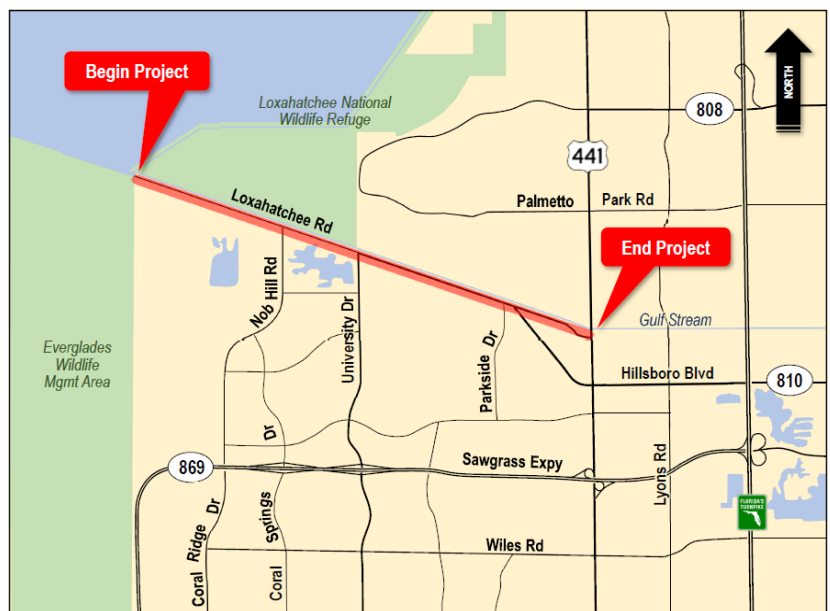 Begin Project
NORTH
Loxahatchee National
Wildlife Refuge
808
441
Loxahatchee Rd
Palmetto Park Rd
End Project
Nob Hill Rd
University Dr
Gulf Stream
Everglades
Wildlife
Mgmt Area
Parkside Dr
Hillsboro Blvd
810
869
Sawgrass Expy
Lyons Rd
FLORIDA'S
TURNPIKE
Coral Ridge Dr
Coral Springs Dr
Wiles Rd